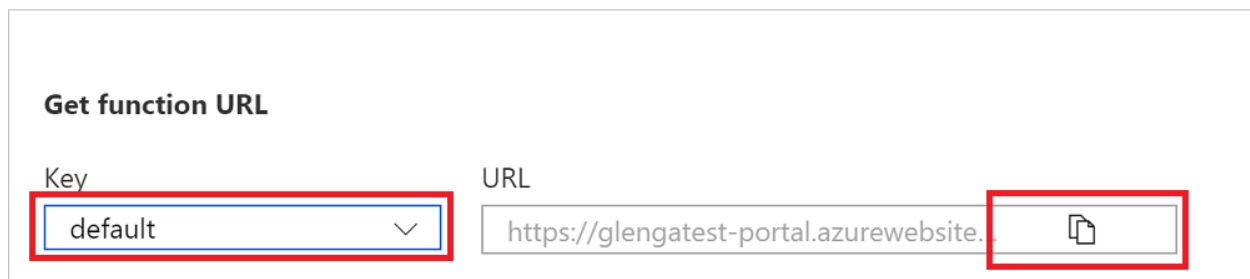 Get function URL
Key
URL
default
https://glengatest-portal.azurewebsite...